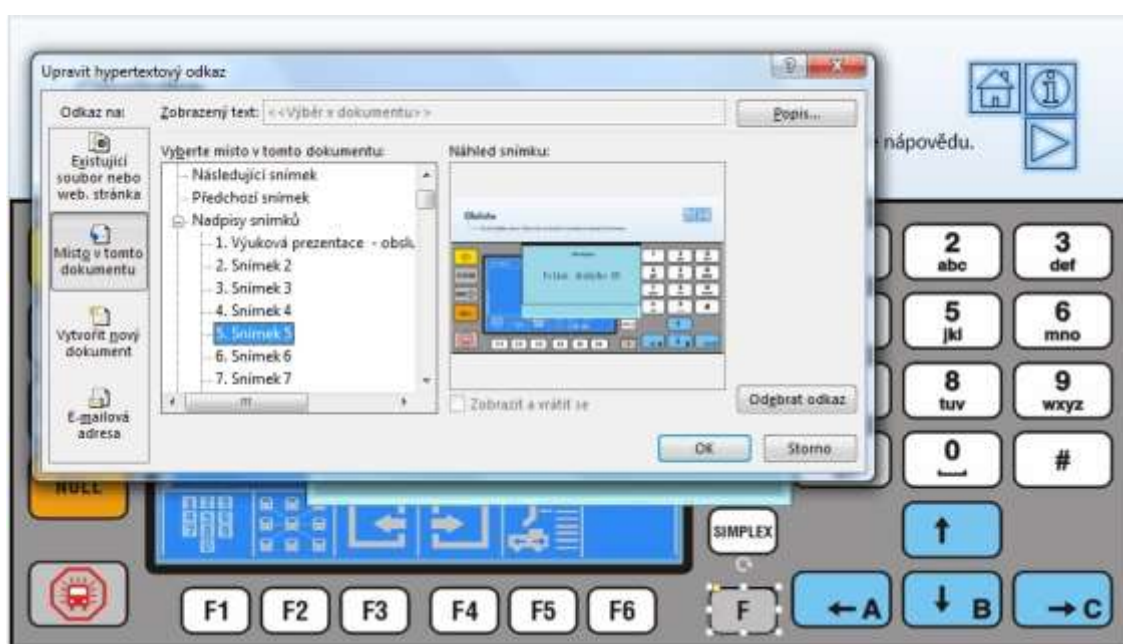 Upravit hypertextový odkaz
Odkaz na:
Zobrazený text:
<<Výběr v dokumentu>>
Popis...
Existující soubor nebo web. stránka
Místo v tomto dokumentu
Vytvořit nový dokument
E-mailová adresa
Vyberte místo v tomto dokumentu:
Následující snímek
Předchozí snímek
Nadpisy snímků
1. Výuková prezentace - obslu
2. Snímek 2
3. Snímek 3
4. Snímek 4
5. Snímek 5
6. Snímek 6
7. Snímek 7
Náhled snímku:
Zobrazit a vrátit se
Odebrat odkaz
OK
Storno
nápovědu.
2
abc
3
def
5
jkl
6
mno
8
tuv
9
wxyz
0
#
NULL
SIMPLEX
F1
F2
F3
F4
F5
F6
F
← A
↓ B
→ C